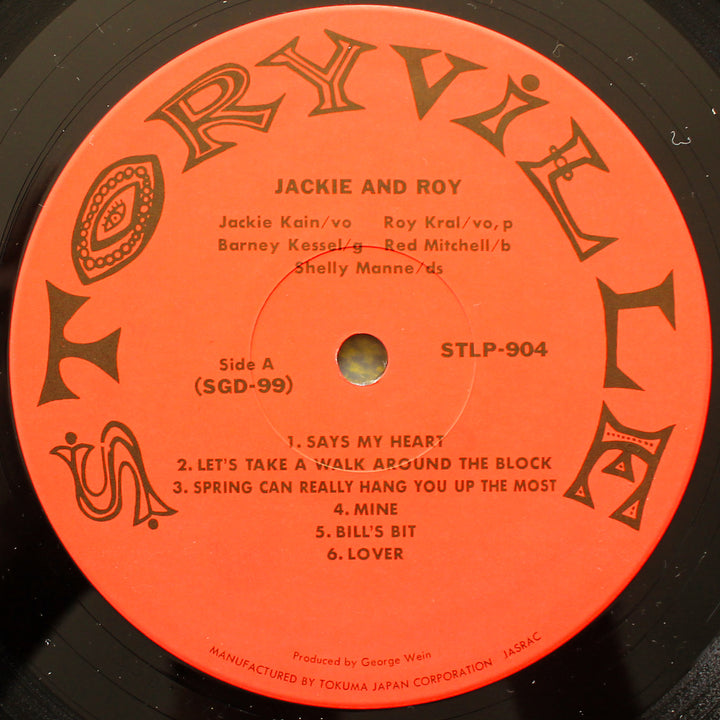 STORYVILLE
JACKIE AND ROY
Jackie Kain/vo Roy Kral/vo, p
Barney Kessel/g Red Mitchell/b
Shelly Manne/ds
Side A
(SGD-99)
STLP-904
1. SAYS MY HEART
2. LET'S TAKE A WALK AROUND THE BLOCK
3. SPRING CAN REALLY HANG YOU UP THE MOST
4. MINE
5. BILL'S BIT
6. LOVER
Produced by George Wein
MANUFACTURED BY TOKUMA JAPAN CORPORATION JASRAC